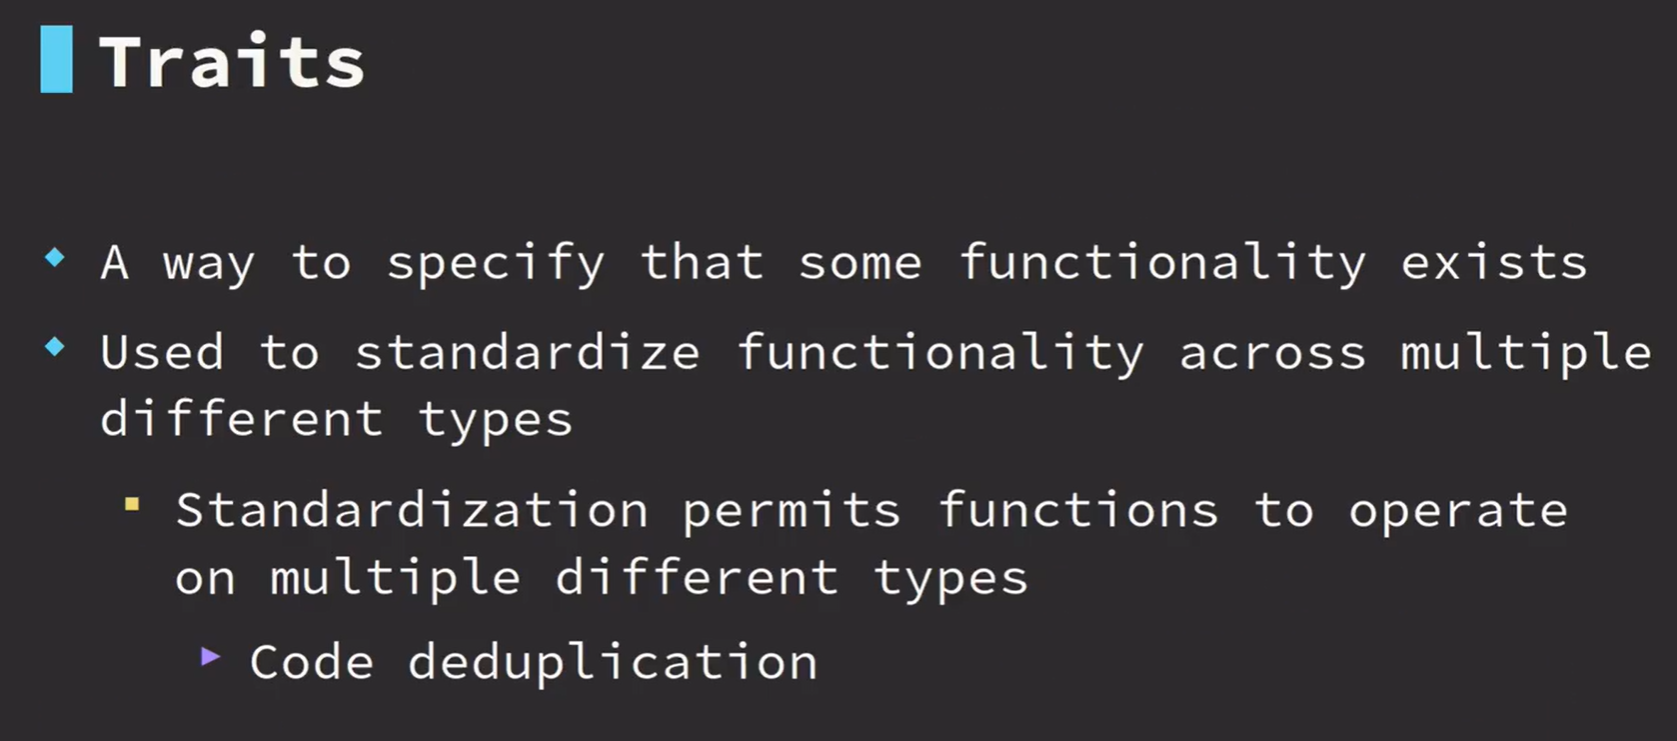 Traits
A way to specify that some functionality exists
Used to standardize functionality across multiple
different types
Standardization permits functions to operate
on multiple different types
Code deduplication